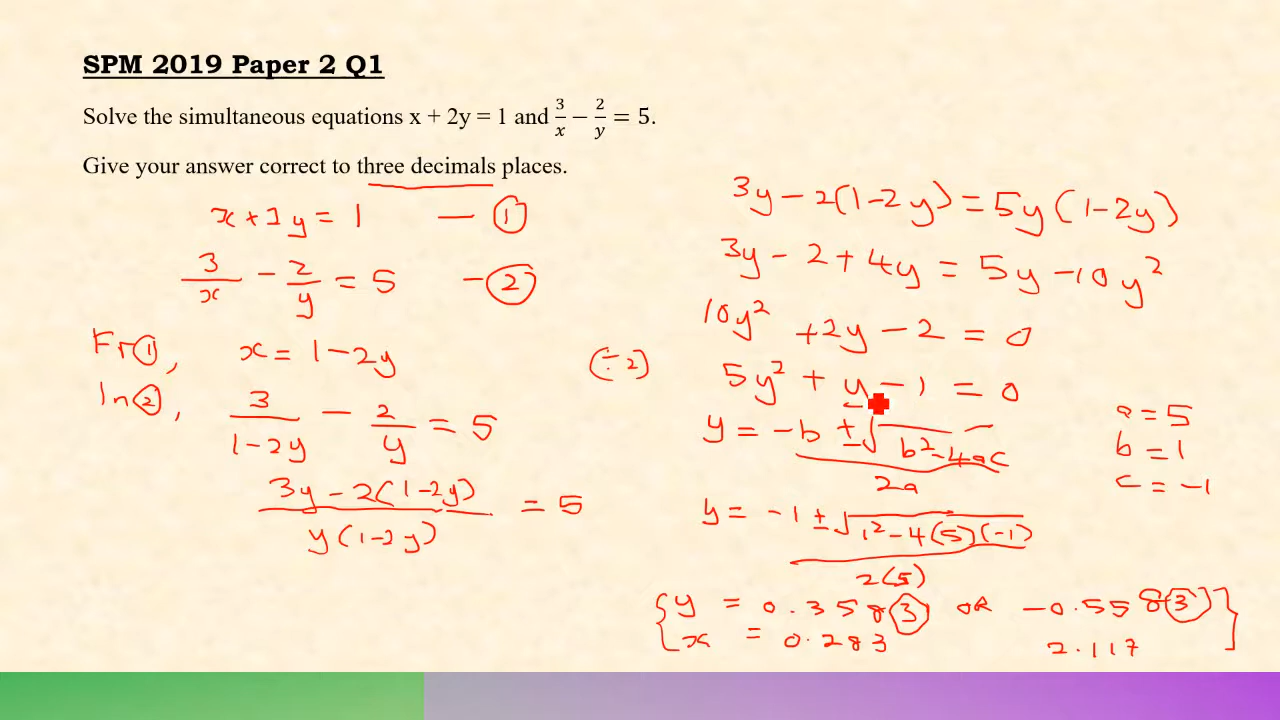 SPM 2019 Paper 2 Q1
Solve the simultaneous equations x + 2y = 1 and 3/x − 2/y = 5.
Give your answer correct to three decimals places.
x + 2y = 1 — ①
3/x − 2/y = 5 − ②
Fr ①, x = 1 − 2y
In ②, 3/(1 − 2y) − 2/y = 5
(3y − 2(1 − 2y))/(y(1 − 2y)) = 5
3y − 2(1 − 2y) = 5y(1 − 2y)
3y − 2 + 4y = 5y − 10y²
10y² + 2y − 2 = 0
(÷2) 5y² + y − 1 = 0
y = (−b ± √(b² − 4ac))/2a
a = 5
b = 1
c = −1
y = (−1 ± √(1² − 4(5)(−1)))/2(5)
{y = 0.358③ OR −0.558③}
x = 0.283 2.117